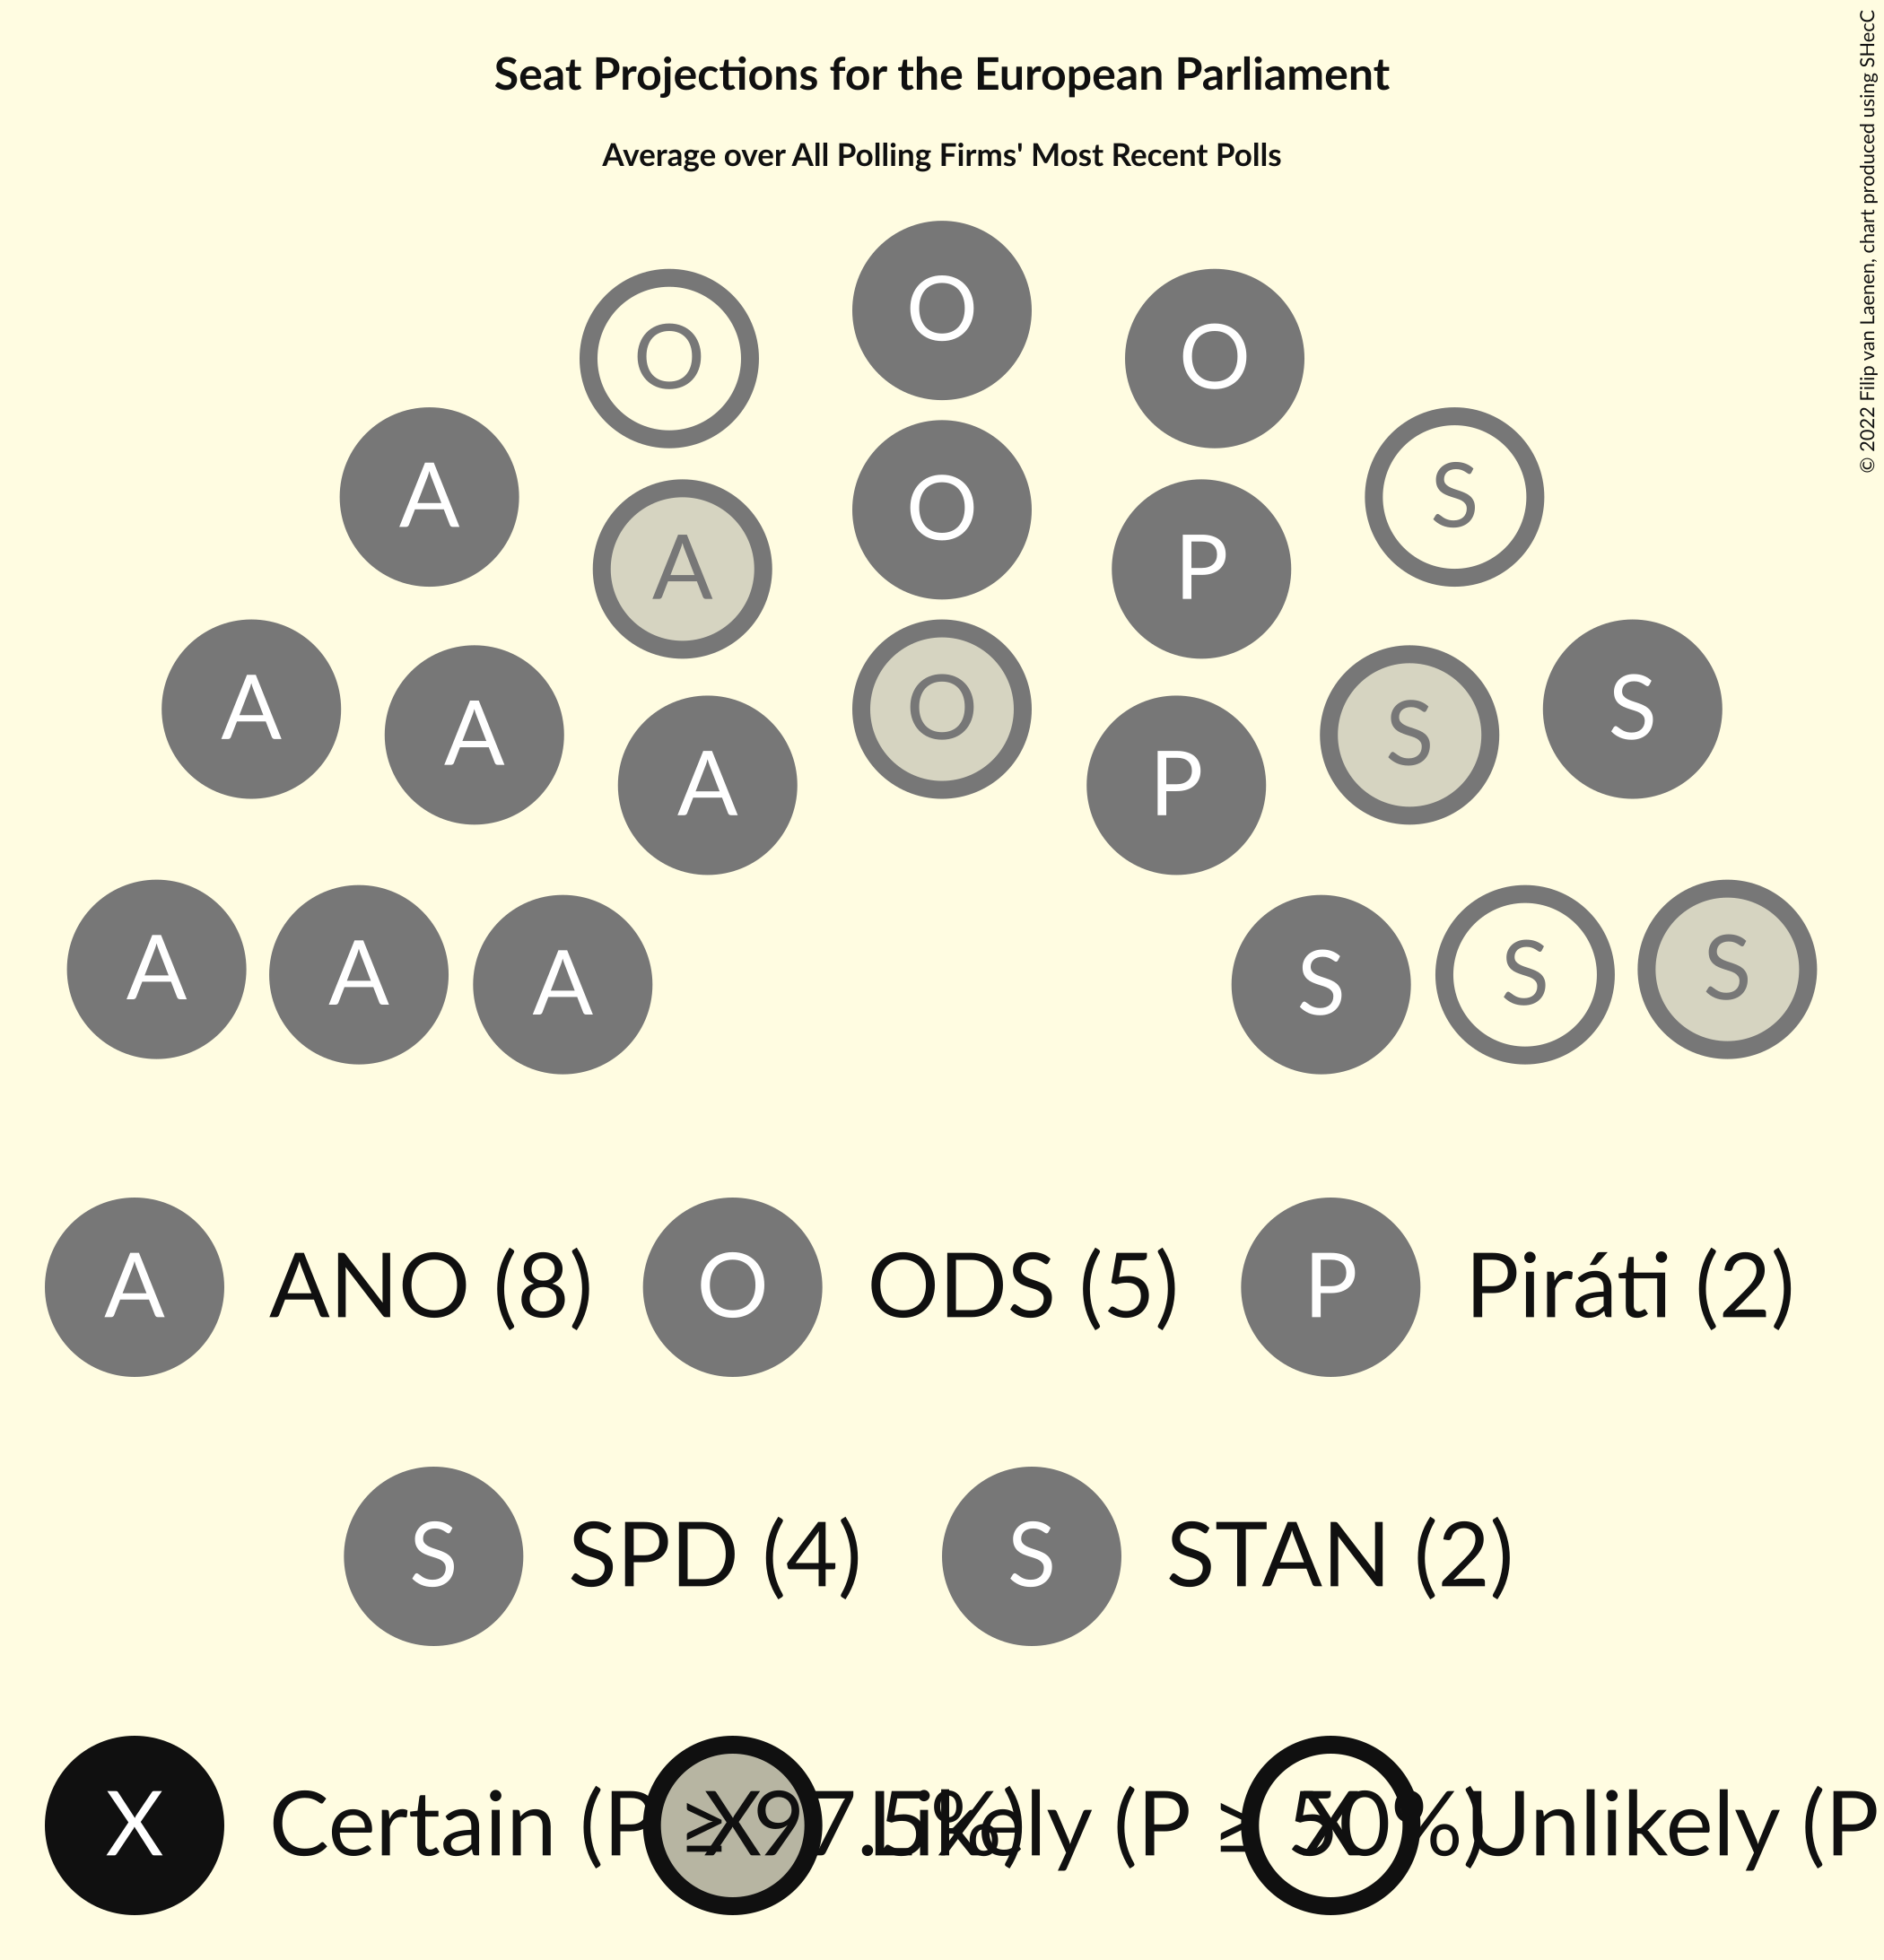 Seat Projections for the European Parliament
Average over All Polling Firms' Most Recent Polls
© 2022 Filip van Laenen, chart produced using SHecC
O
O O
A S
O
A P
A S
O
A S
A P
A A A S S S
A ANO (8) O ODS (5) P Piráti (2)
S SPD (4) S STAN (2)
X Certain (P ≥ 97.5%) X Likely (P ≥ 50%) X Unlikely (P